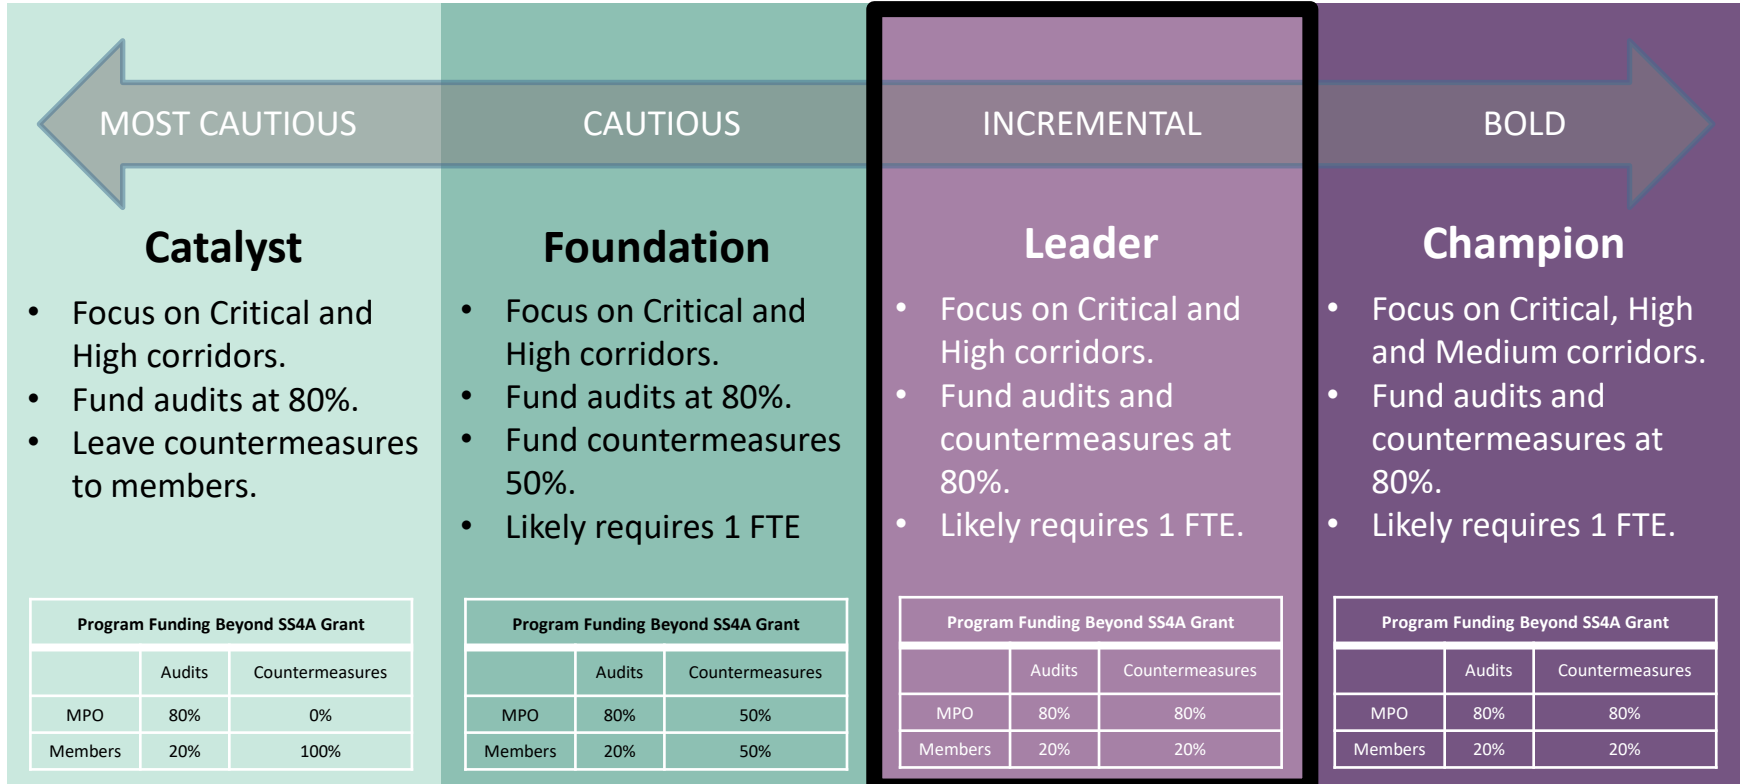 MOST CAUTIOUS
CAUTIOUS
INCREMENTAL
BOLD
Catalyst
• Focus on Critical and
High corridors.
• Fund audits at 80%.
• Leave countermeasures
to members.
Program Funding Beyond SS4A Grant
Audits Countermeasures
MPO 80% 0%
Members 20% 100%
Foundation
• Focus on Critical and
High corridors.
• Fund audits at 80%.
• Fund countermeasures
50%.
• Likely requires 1 FTE
Program Funding Beyond SS4A Grant
Audits Countermeasures
MPO 80% 50%
Members 20% 50%
Leader
• Focus on Critical and
High corridors.
• Fund audits and
countermeasures at
80%.
• Likely requires 1 FTE.
Program Funding Beyond SS4A Grant
Audits Countermeasures
MPO 80% 80%
Members 20% 20%
Champion
• Focus on Critical, High
and Medium corridors.
• Fund audits and
countermeasures at
80%.
• Likely requires 1 FTE.
Program Funding Beyond SS4A Grant
Audits Countermeasures
MPO 80% 80%
Members 20% 20%